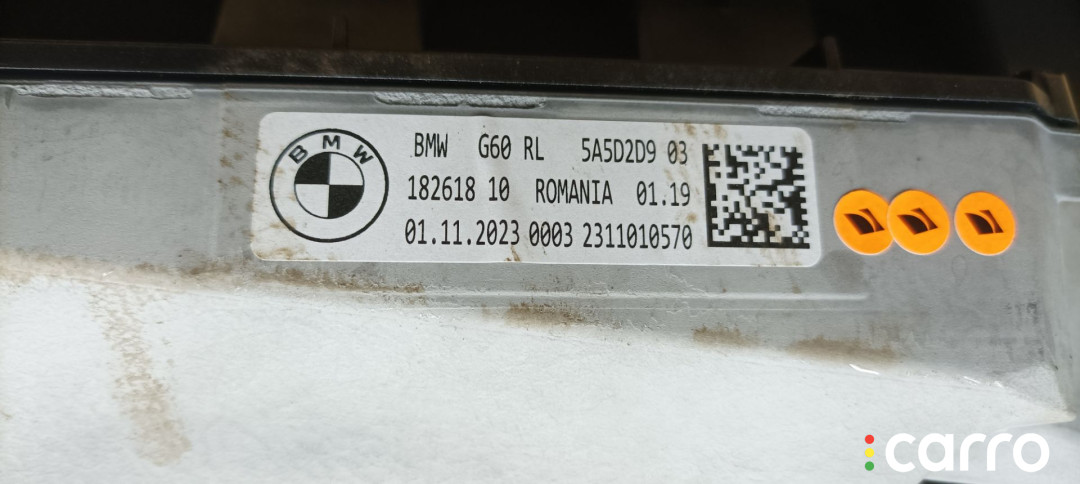 BMW
BMW G60 RL 5A5D2D9 03
182618 10 ROMANIA 01.19
01.11.2023 0003 2311010570
carro